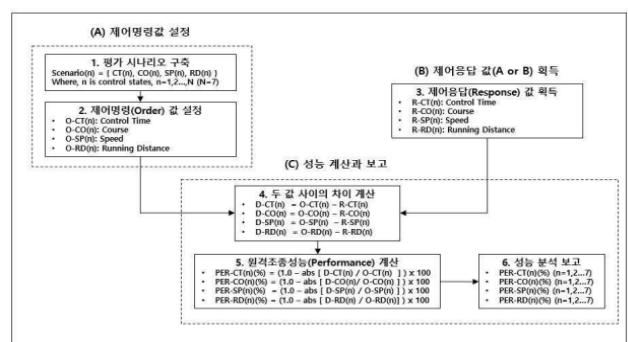 (A) 제어명령값 설정
1. 평가 시나리오 구축
Scenario(n) = { CT(n), CO(n), SP(n), RD(n) }
Where, n is control states, n=1,2...,N (N=7)
2. 제어명령(Order) 값 설정
• O-CT(n): Control Time
• O-CO(n): Course
• O-SP(n): Speed
• O-RD(n): Running Distance
(B) 제어응답 값(A or B) 획득
3. 제어응답(Response) 값 획득
• R-CT(n): Control Time
• R-CO(n): Course
• R-SP(n): Speed
• R-RD(n): Running Distance
(C) 성능 계산과 보고
4. 두 값 사이의 차이 계산
• D-CT(n) = O-CT(n) – R-CT(n)
• D-CO(n) = O-CO(n) – R-CO(n)
• D-SP(n) = O-SP(n) – R-SP(n)
• D-RD(n) = O-RD(n) – R-RD(n)
5. 원격조종성능(Performance) 계산
• PER-CT(n)(%) = (1.0 – abs [ D-CT(n) / O-CT(n) ] ) x 100
• PER-CO(n)(%) = (1.0 – abs [ D-CO(n)/ O-CO(n) ] ) x 100
• PER-SP(n)(%) = (1.0 – abs [ D-SP(n) / O-SP(n) ] ) x 100
• PER-RD(n)(%) = (1.0 – abs [ D-RD(n) / O-RD(n)] ) x 100
6. 성능 분석 보고
• PER-CT(n)(%) (n=1,2...7)
• PER-CO(n)(%) (n=1,2...7)
• PER-SP(n)(%) (n=1,2...7)
• PER-RD(n)(%) (n=1,2...7)